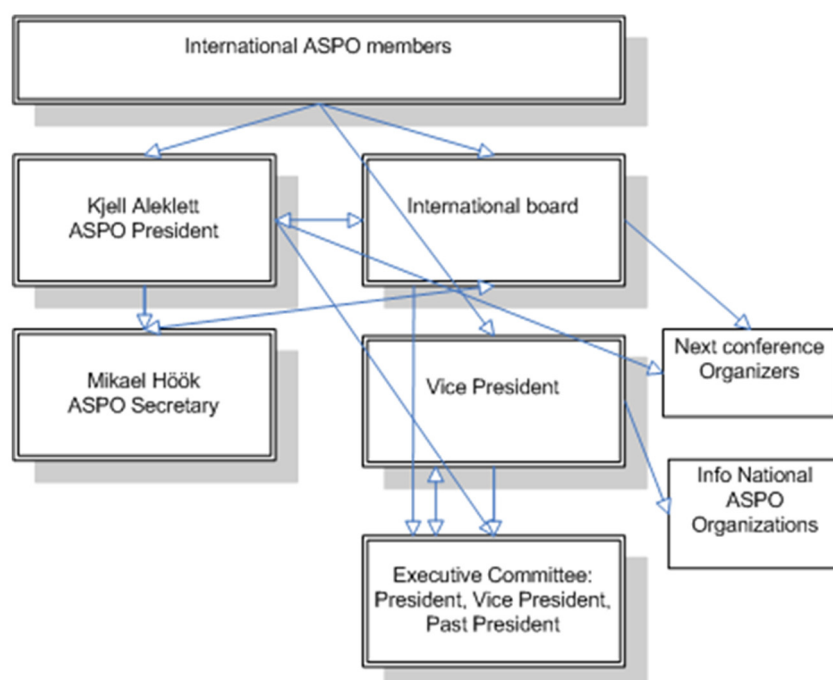 International ASPO members
Kjell Aleklett
ASPO President
International board
Mikael Höök
ASPO Secretary
Vice President
Next conference
Organizers
Info National
ASPO
Organizations
Executive Committee:
President, Vice President,
Past President